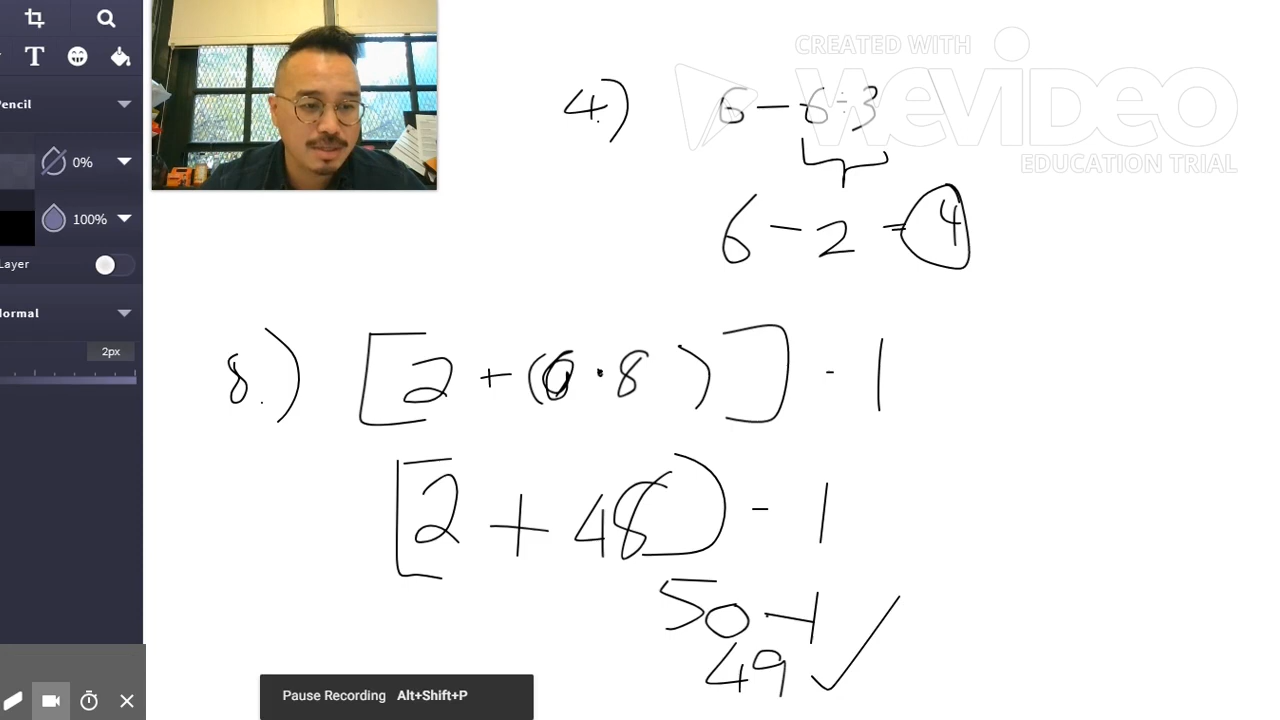 T
Pencil
0%
100%
Layer
Normal
2px
CREATED WITH
wevideo
EDUCATION TRIAL
4.) 6 - 6 ÷ 3
6 - 2 = 4
8.) [2 + (6 · 8)] - 1
[2 + 48) - 1
50 - 1
49 ✓
Pause Recording Alt+Shift+P